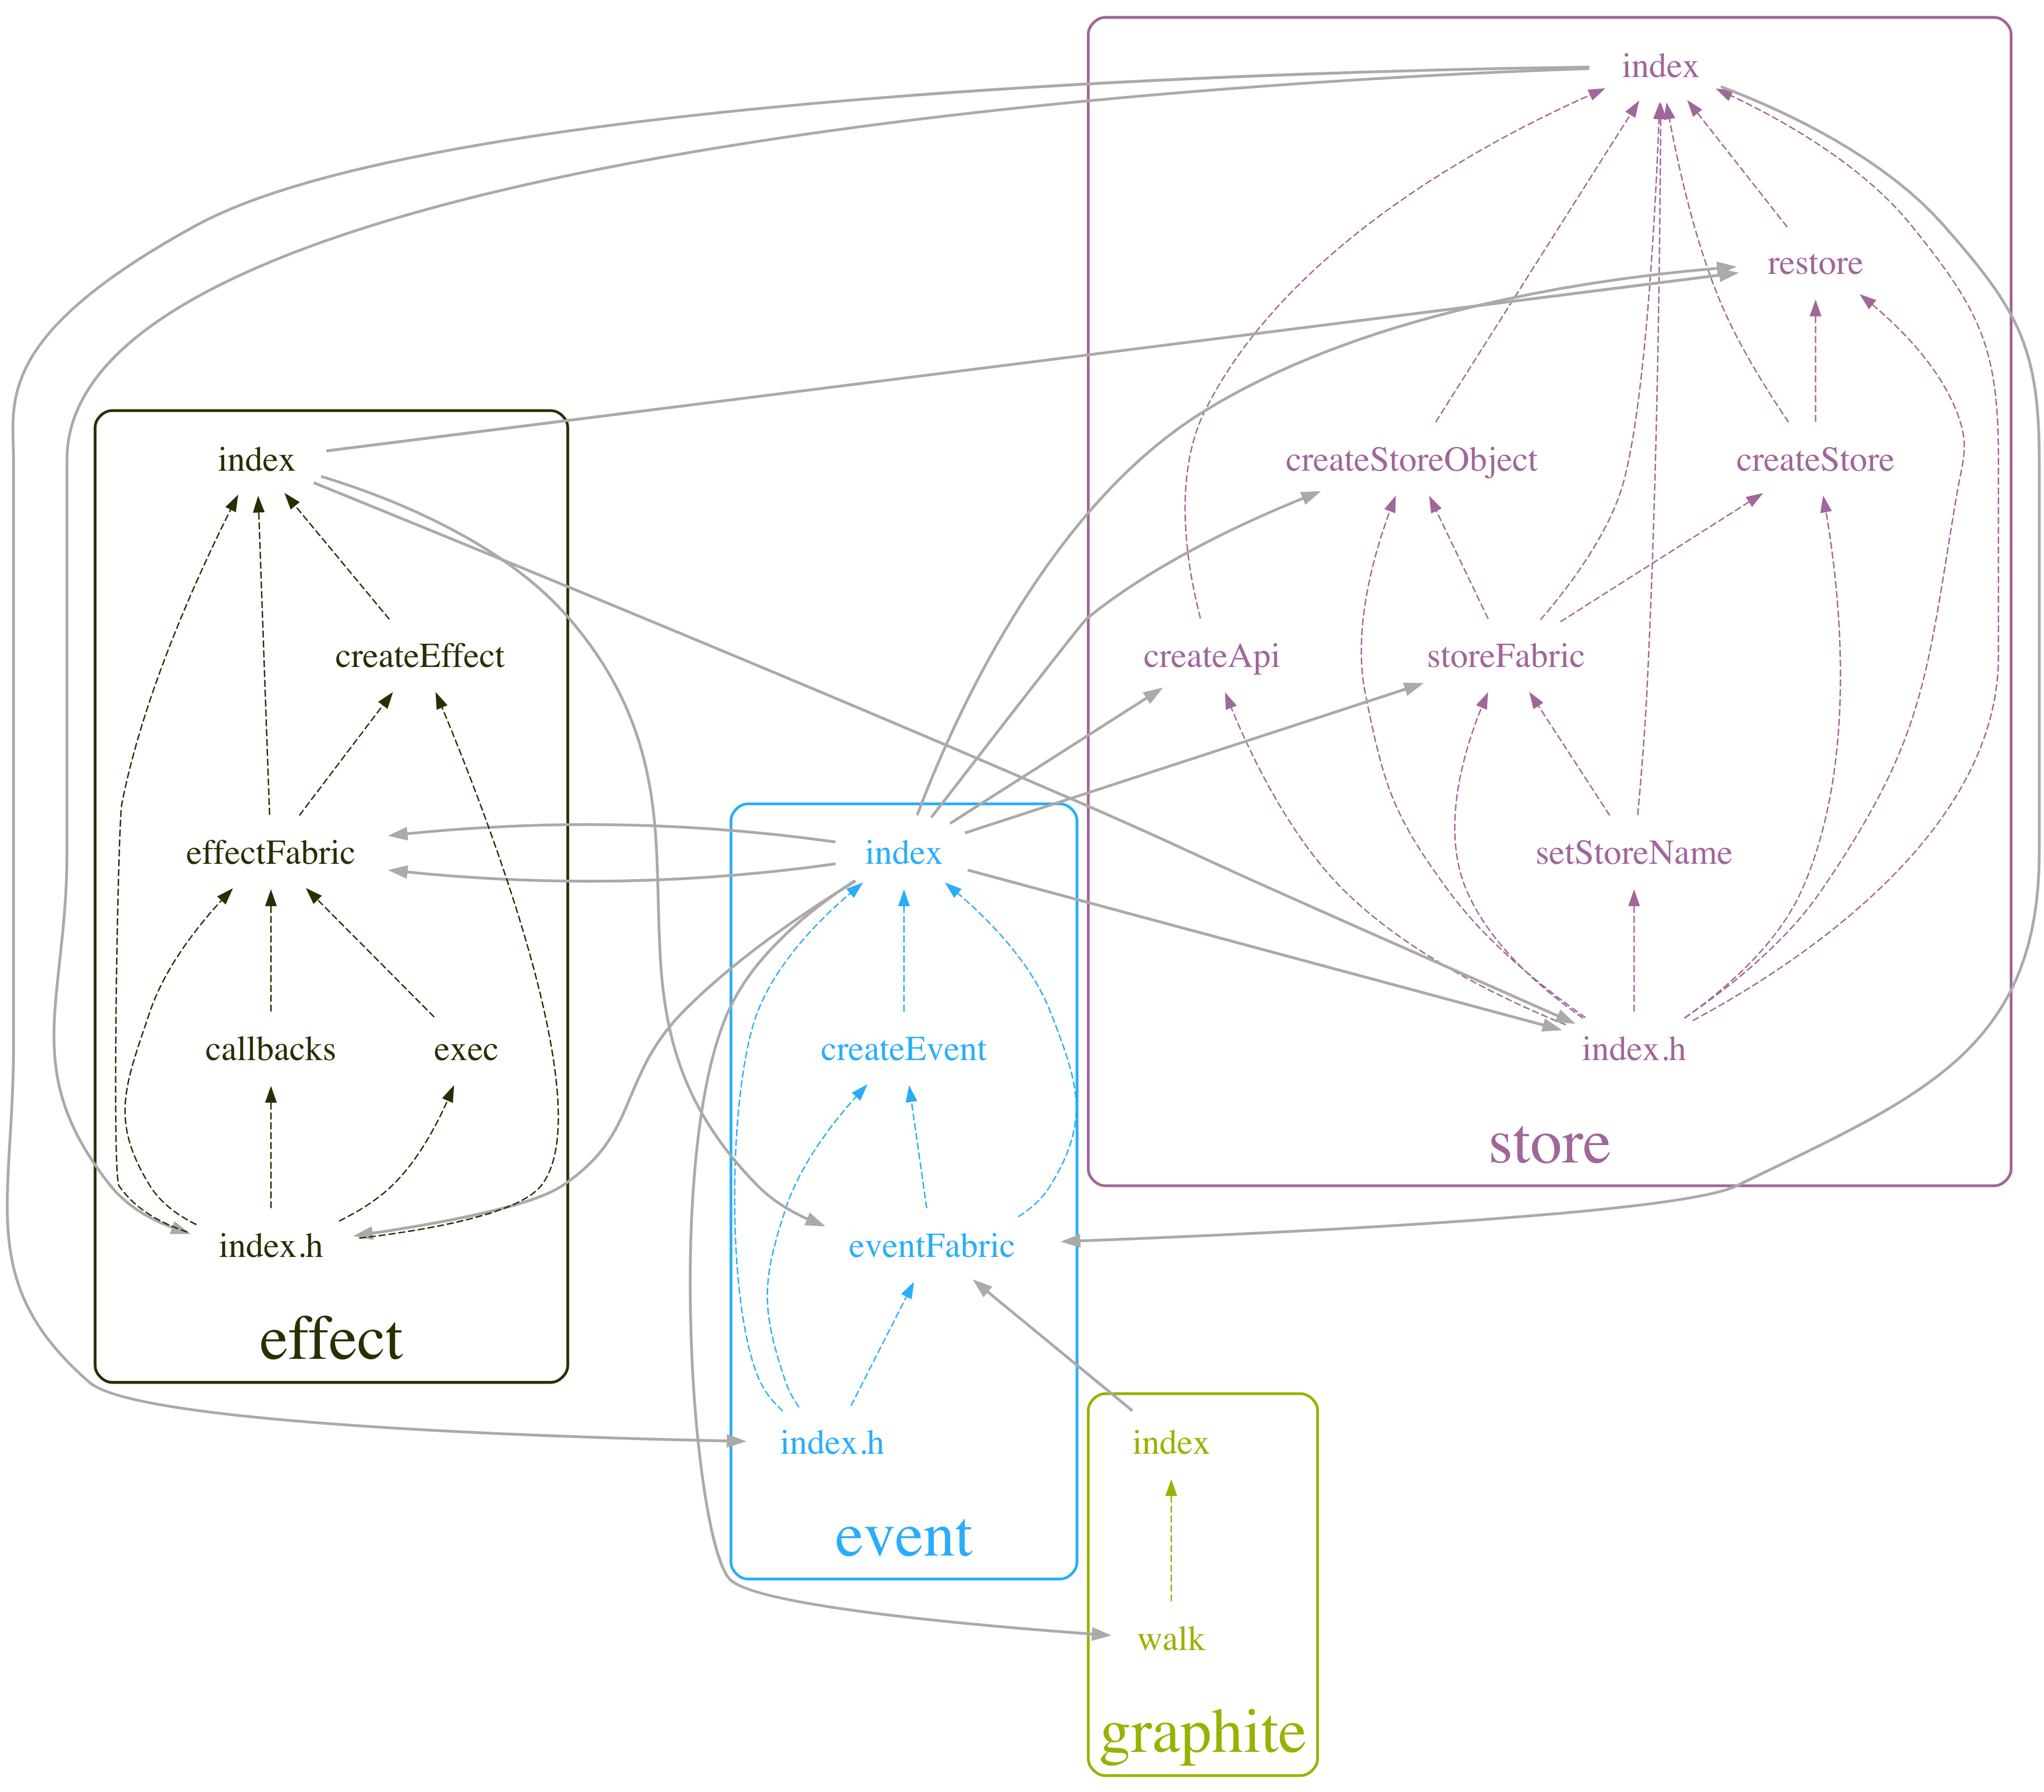 index
restore
index
createStoreObject
createStore
createEffect
createApi
storeFabric
effectFabric
index
setStoreName
callbacks
exec
createEvent
index.h
store
index.h
eventFabric
effect
index.h
index
event
walk
graphite